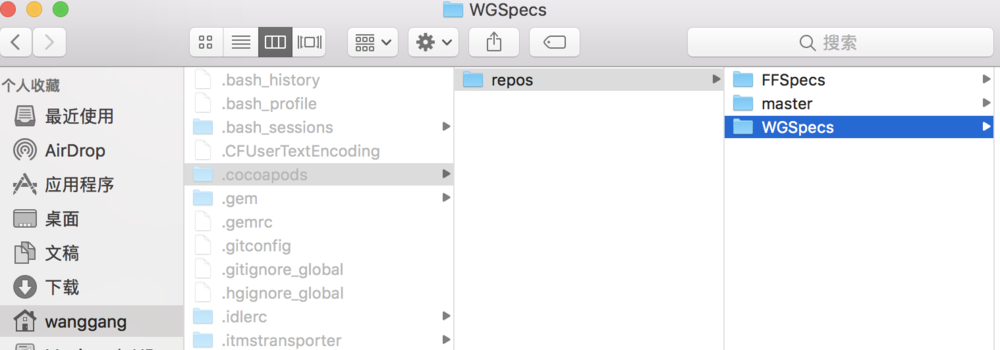 WGSpecs
搜索
个人收藏
最近使用
AirDrop
应用程序
桌面
文稿
下载
wanggang
.bash_history
.bash_profile
.bash_sessions
.CFUserTextEncoding
.cocoapods
.gem
.gemrc
.gitconfig
.gitignore_global
.hgignore_global
.idlerc
.itmstransporter
repos
FFSpecs
master
WGSpecs